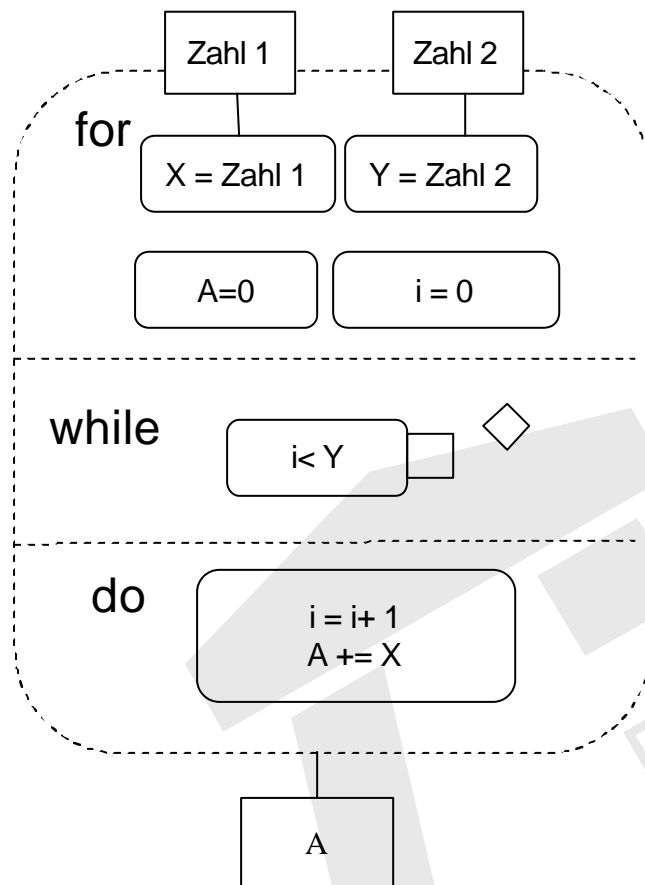 Zahl 1
Zahl 2
for
X = Zahl 1
Y = Zahl 2
A=0
i = 0
while
i< Y
do
i = i+ 1
A += X
A